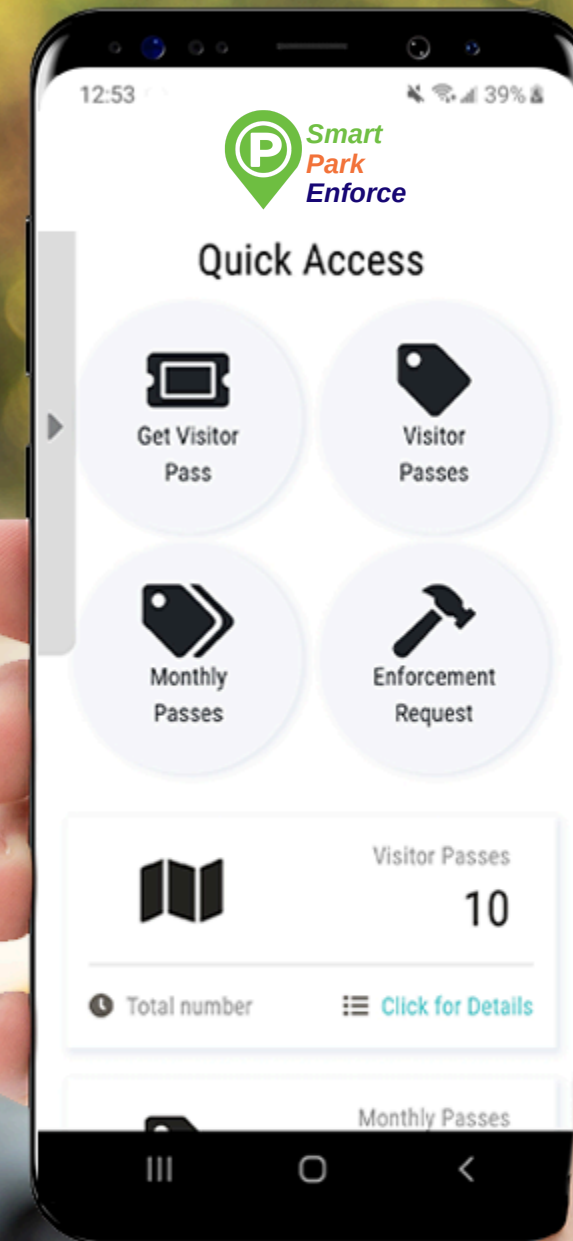 12:53
39%
P
Smart
Park
Enforce
Quick Access
Get Visitor
Pass
Visitor
Passes
Monthly
Passes
Enforcement
Request
Visitor Passes
10
Total number
Click for Details
Monthly Passes